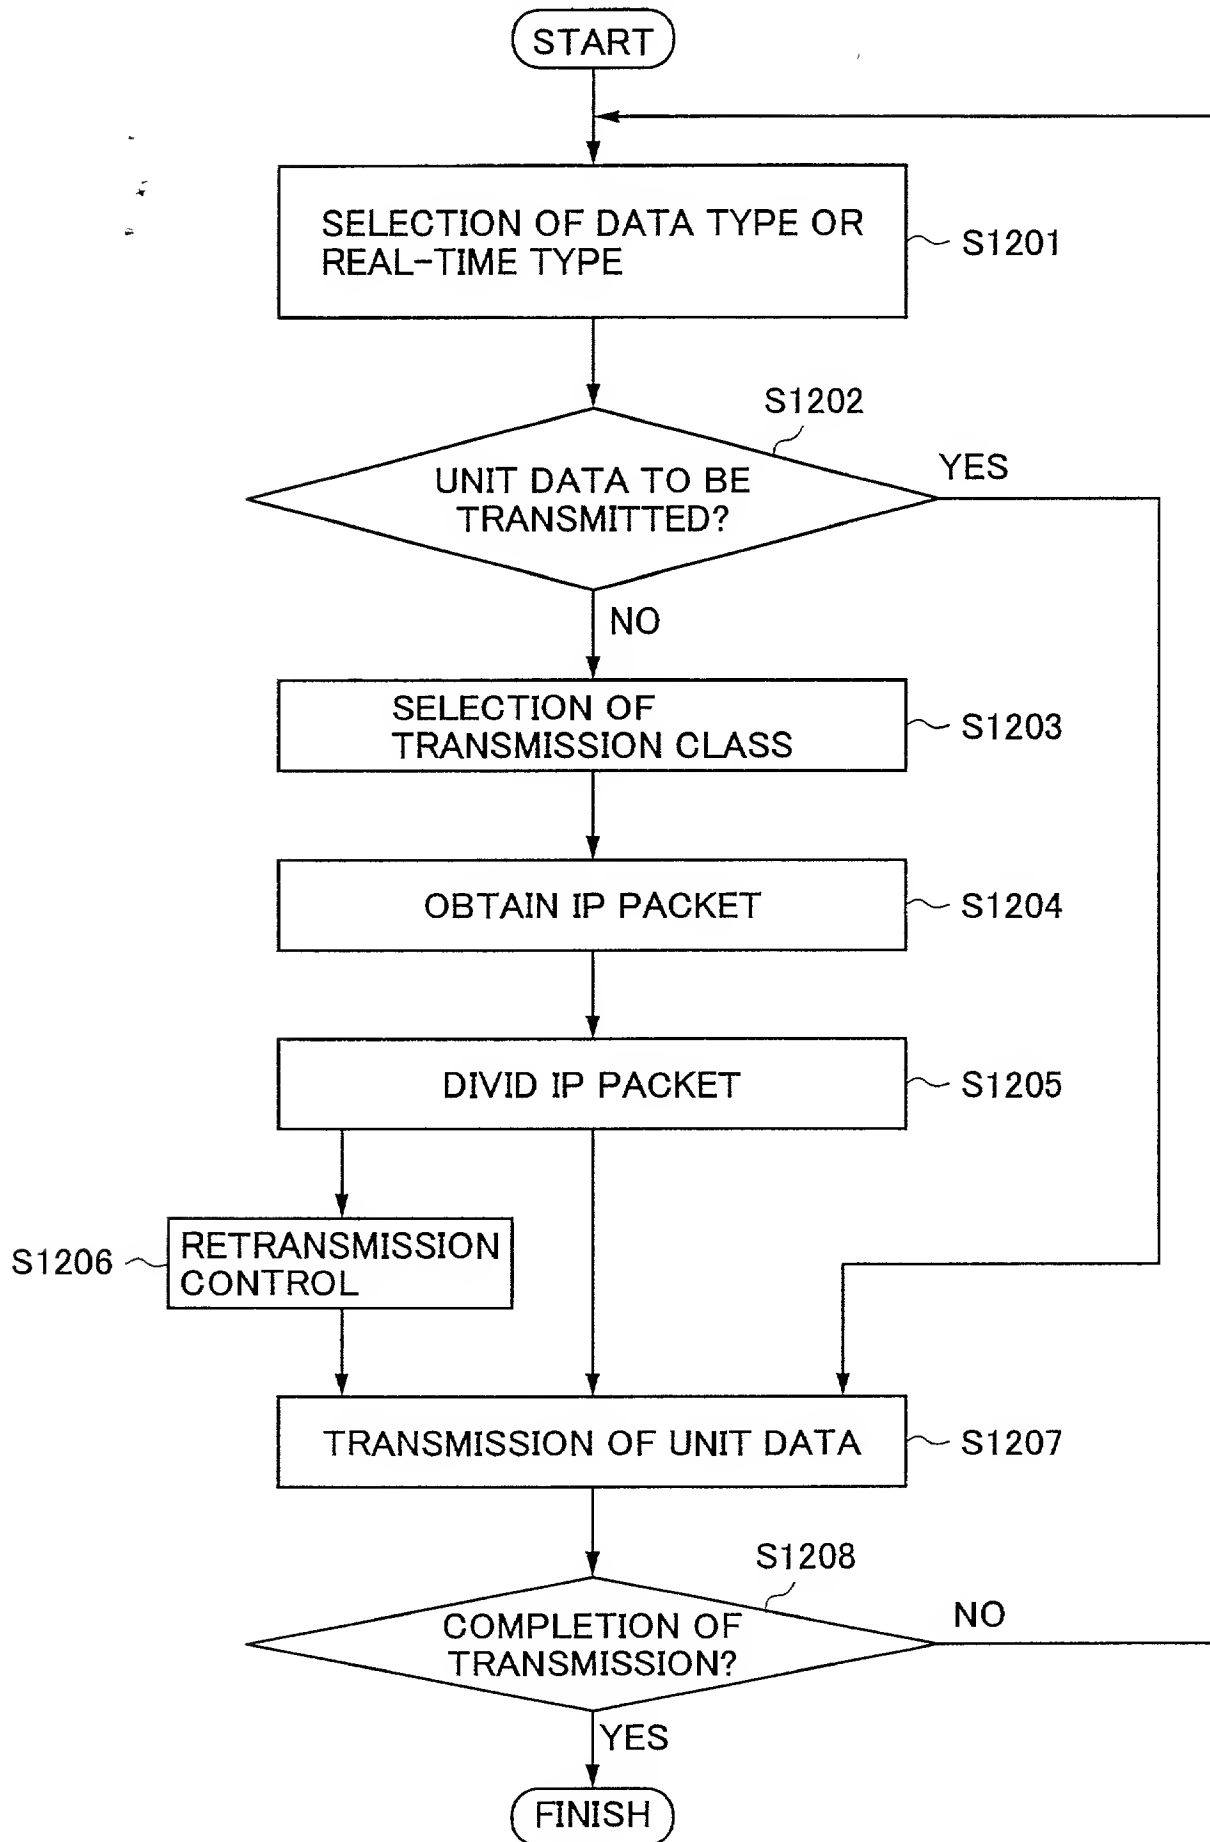 START
SELECTION OF DATA TYPE OR
REAL-TIME TYPE
S1201
S1202
UNIT DATA TO BE
TRANSMITTED?
YES
NO
SELECTION OF
TRANSMISSION CLASS
S1203
OBTAIN IP PACKET
S1204
DIVID IP PACKET
S1205
S1206
RETRANSMISSION
CONTROL
TRANSMISSION OF UNIT DATA
S1207
S1208
COMPLETION OF
TRANSMISSION?
NO
YES
FINISH